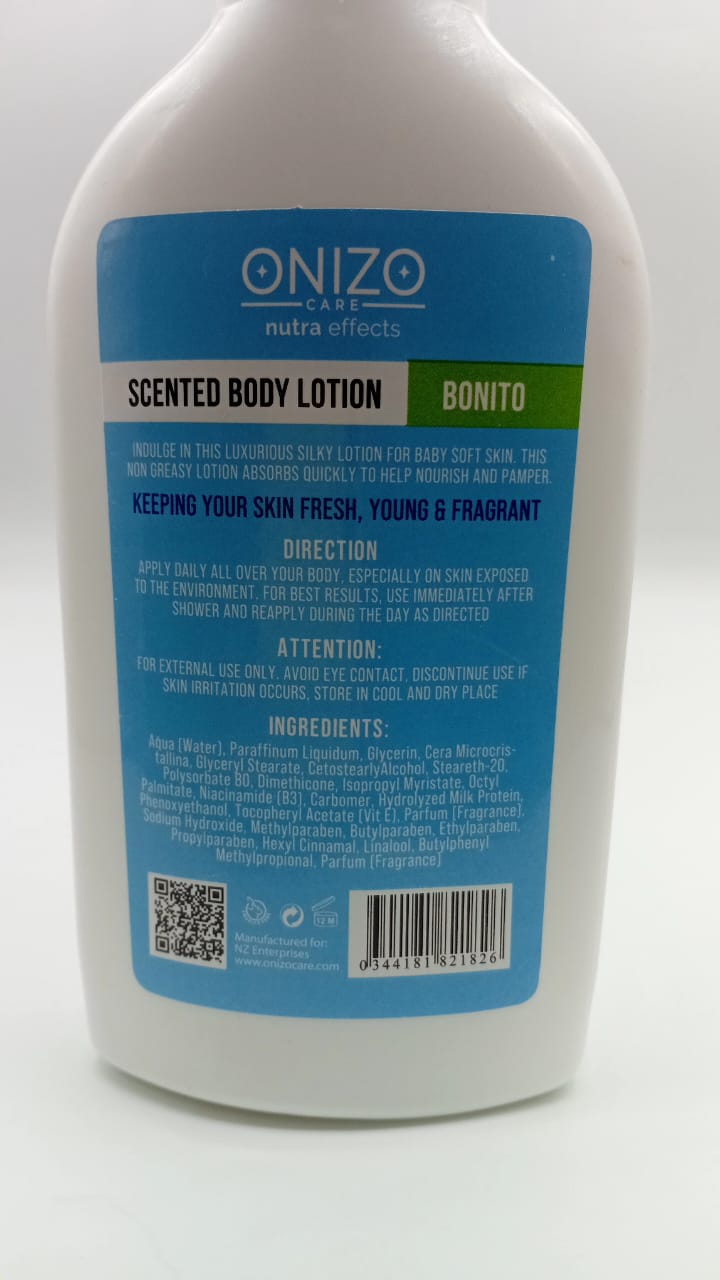 ONIZO
CARE
nutra effects
SCENTED BODY LOTION
BONITO
INDULGE IN THIS LUXURIOUS SILKY LOTION FOR BABY SOFT SKIN. THIS
NON GREASY LOTION ABSORBS QUICKLY TO HELP NOURISH AND PAMPER.
KEEPING YOUR SKIN FRESH, YOUNG & FRAGRANT
DIRECTION
APPLY DAILY ALL OVER YOUR BODY, ESPECIALLY ON SKIN EXPOSED
TO THE ENVIRONMENT. FOR BEST RESULTS, USE IMMEDIATELY AFTER
SHOWER AND REAPPLY DURING THE DAY AS DIRECTED
ATTENTION:
FOR EXTERNAL USE ONLY. AVOID EYE CONTACT, DISCONTINUE USE IF
SKIN IRRITATION OCCURS, STORE IN COOL AND DRY PLACE
INGREDIENTS:
Aqua (Water), Paraffinum Liquidum, Glycerin, Cera Microcris-
tallina, Glyceryl Stearate, CetostearlyAlcohol, Steareth-20,
Polysorbate 80, Dimethicone, Isopropyl Myristate, Octyl
Palmitate, Niacinamide (B3), Carbomer, Hydrolyzed Milk Protein,
Phenoxyethanol, Tocopheryl Acetate (Vit E), Parfum (Fragrance),
Sodium Hydroxide, Methylparaben, Butylparaben, Ethylparaben,
Propylparaben, Hexyl Cinnamal, Linalool, Butylphenyl
Methylpropional, Parfum (Fragrance)
12 M
Manufactured for:
NZ Enterprises
www.onizocare.com
0344181821826